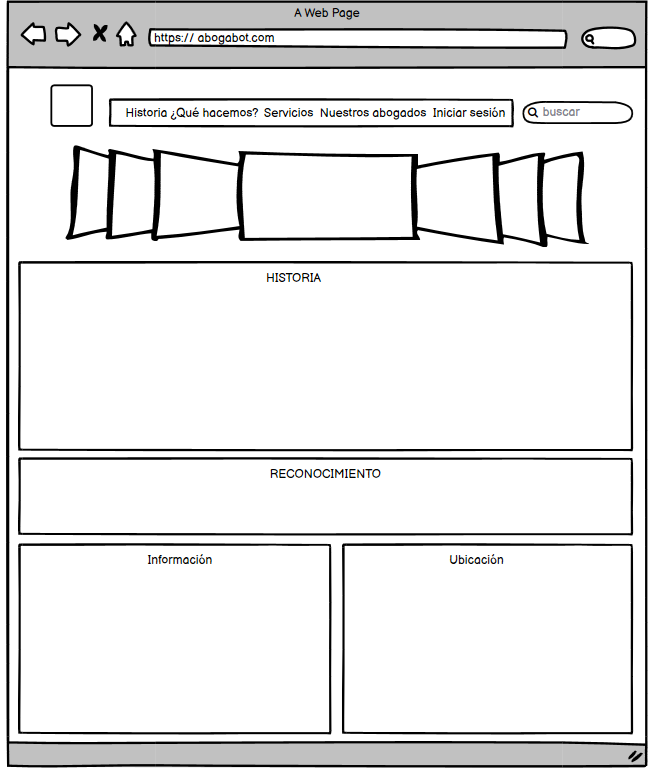 A Web Page
https:// abogabot.com
Historia ¿Qué hacemos? Servicios Nuestros abogados Iniciar sesión
buscar
HISTORIA
RECONOCIMIENTO
Información
Ubicación